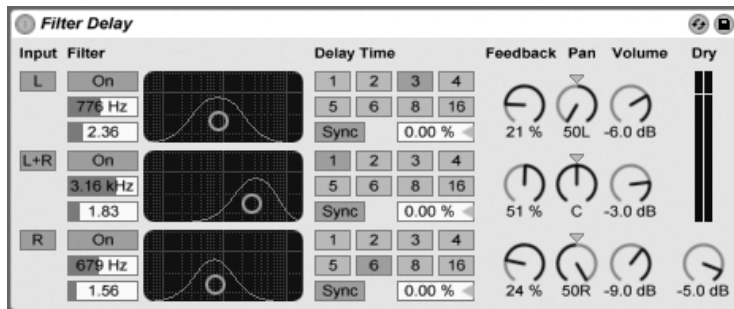 Filter Delay
Input Filter Delay Time Feedback Pan Volume Dry
L On 1 2 3 4
776 Hz 5 6 8 16
2.36 Sync 0.00 % 21 % 50L -6.0 dB
L+R On 1 2 3 4
3.16 kHz 5 6 8 16
1.83 Sync 0.00 % 51 % C -3.0 dB
R On 1 2 3 4
679 Hz 5 6 8 16
1.56 Sync 0.00 % 24 % 50R -9.0 dB -5.0 dB